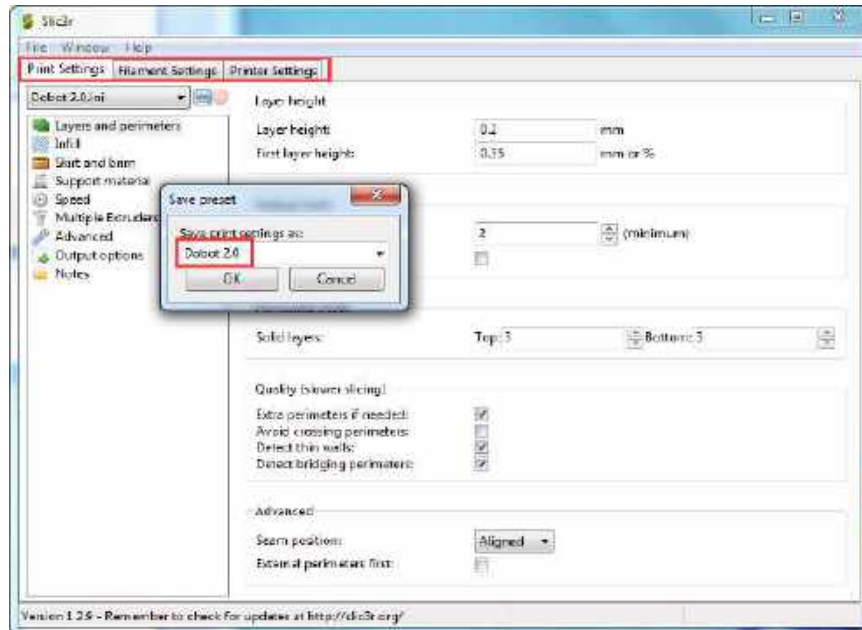 Slic3r
File Window Help
Print Settings Filament Settings Printer Settings
Dobot 2.0.ini
Layers and perimeters
Infill
Skirt and brim
Support material
Speed
Multiple Extruders
Advanced
Output options
Notes
Layer height
Layer height: 0.2 mm
First layer height: 0.35 mm or %
2 (minimum)
Save preset
Save print settings as:
Dobot 2.0
OK Cancel
Solid layers: Top: 3 Bottom: 3
Quality (slower slicing)
Extra perimeters if needed:
Avoid crossing perimeters:
Detect thin walls:
Detect bridging perimeters:
Advanced
Seam position: Aligned
External perimeters first:
Version 1.2.9 - Remember to check for updates at http://slic3r.org/